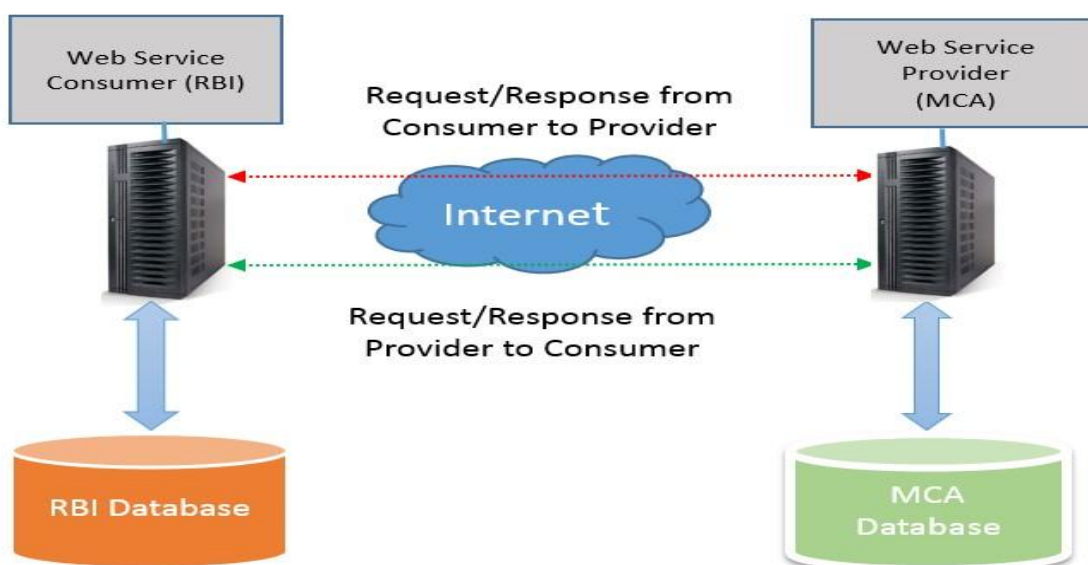 Web Service
Consumer (RBI)
Web Service
Provider
(MCA)
Request/Response from
Consumer to Provider
Internet
Request/Response from
Provider to Consumer
RBI Database
MCA
Database